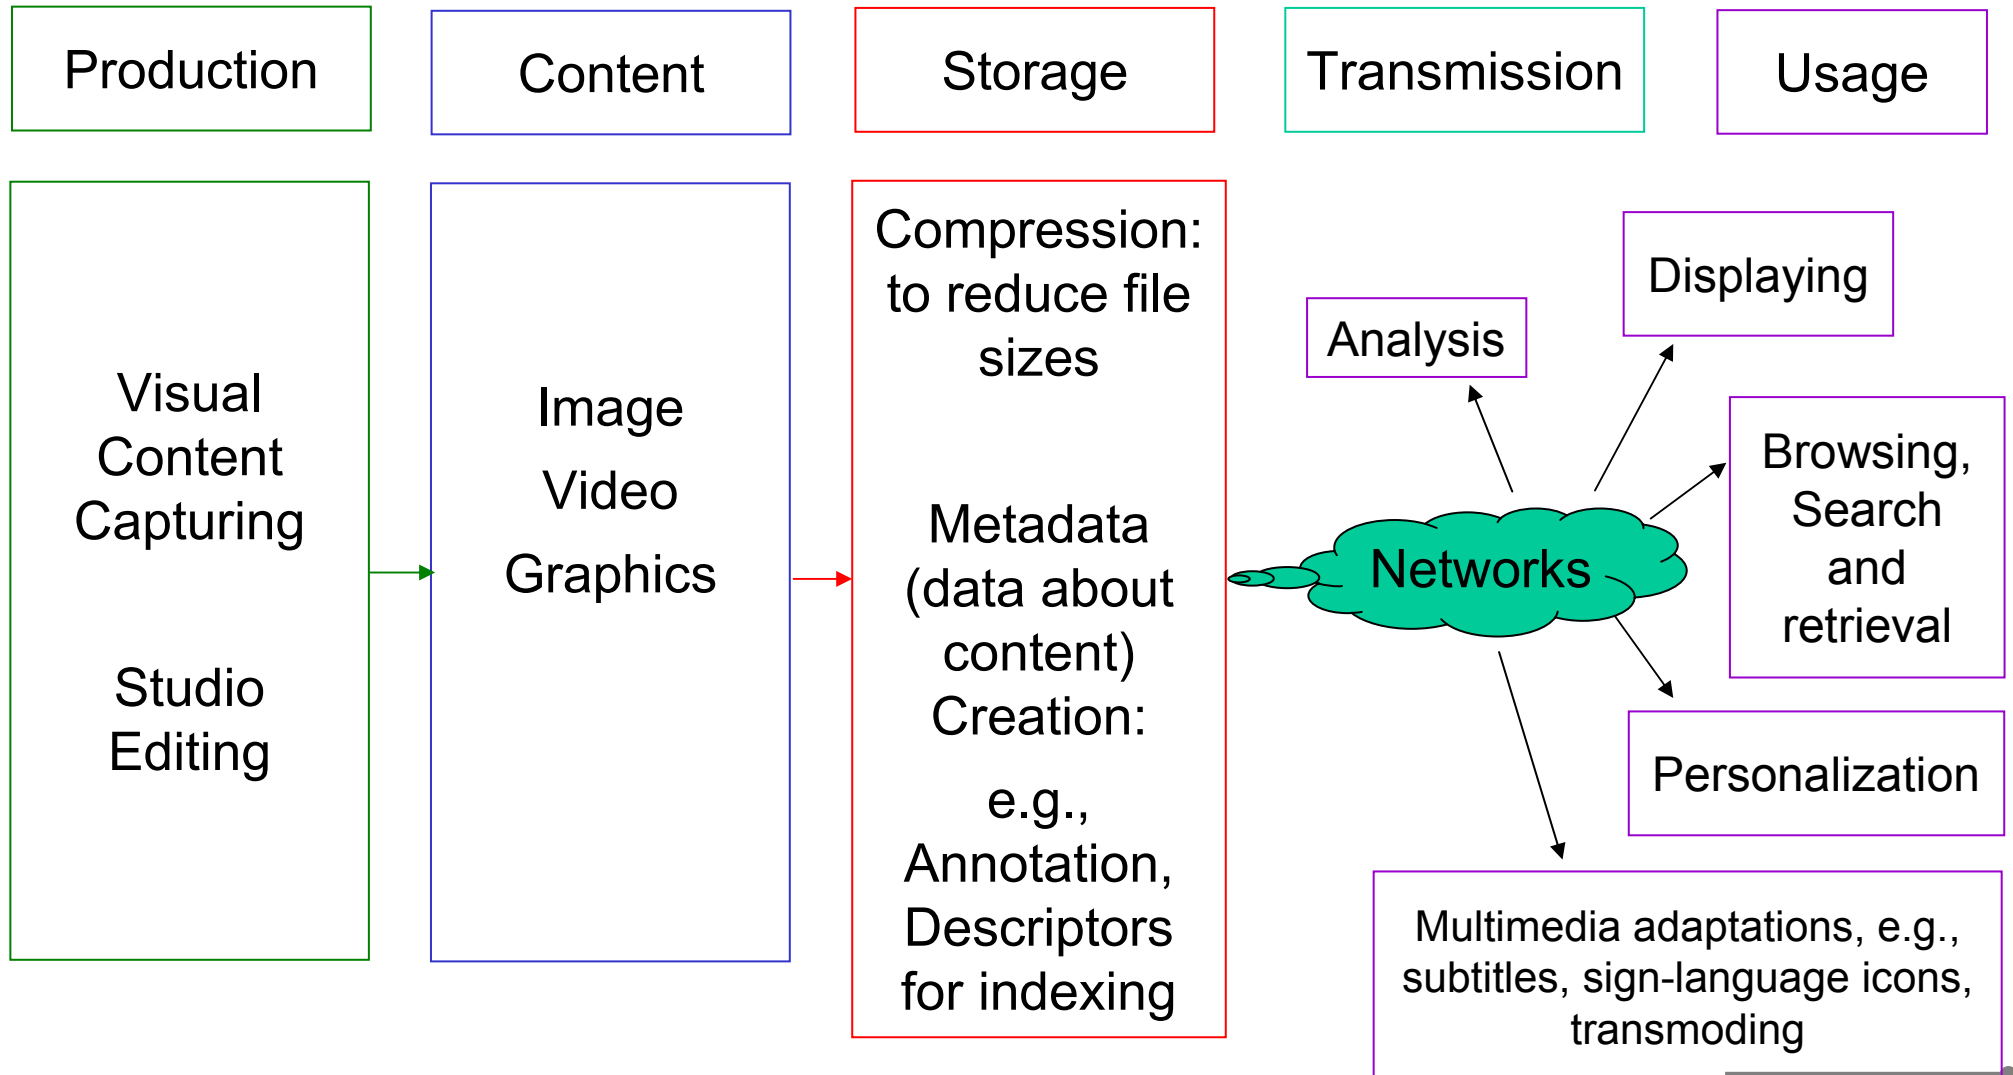 Production
Content
Storage
Transmission
Usage
Visual
Content
Capturing
Studio
Editing
Image
Video
Graphics
Compression:
to reduce file
sizes
Metadata
(data about
content)
Creation:
e.g.,
Annotation,
Descriptors
for indexing
Networks
Analysis
Displaying
Browsing,
Search
and
retrieval
Personalization
Multimedia adaptations, e.g.,
subtitles, sign-language icons,
transmoding